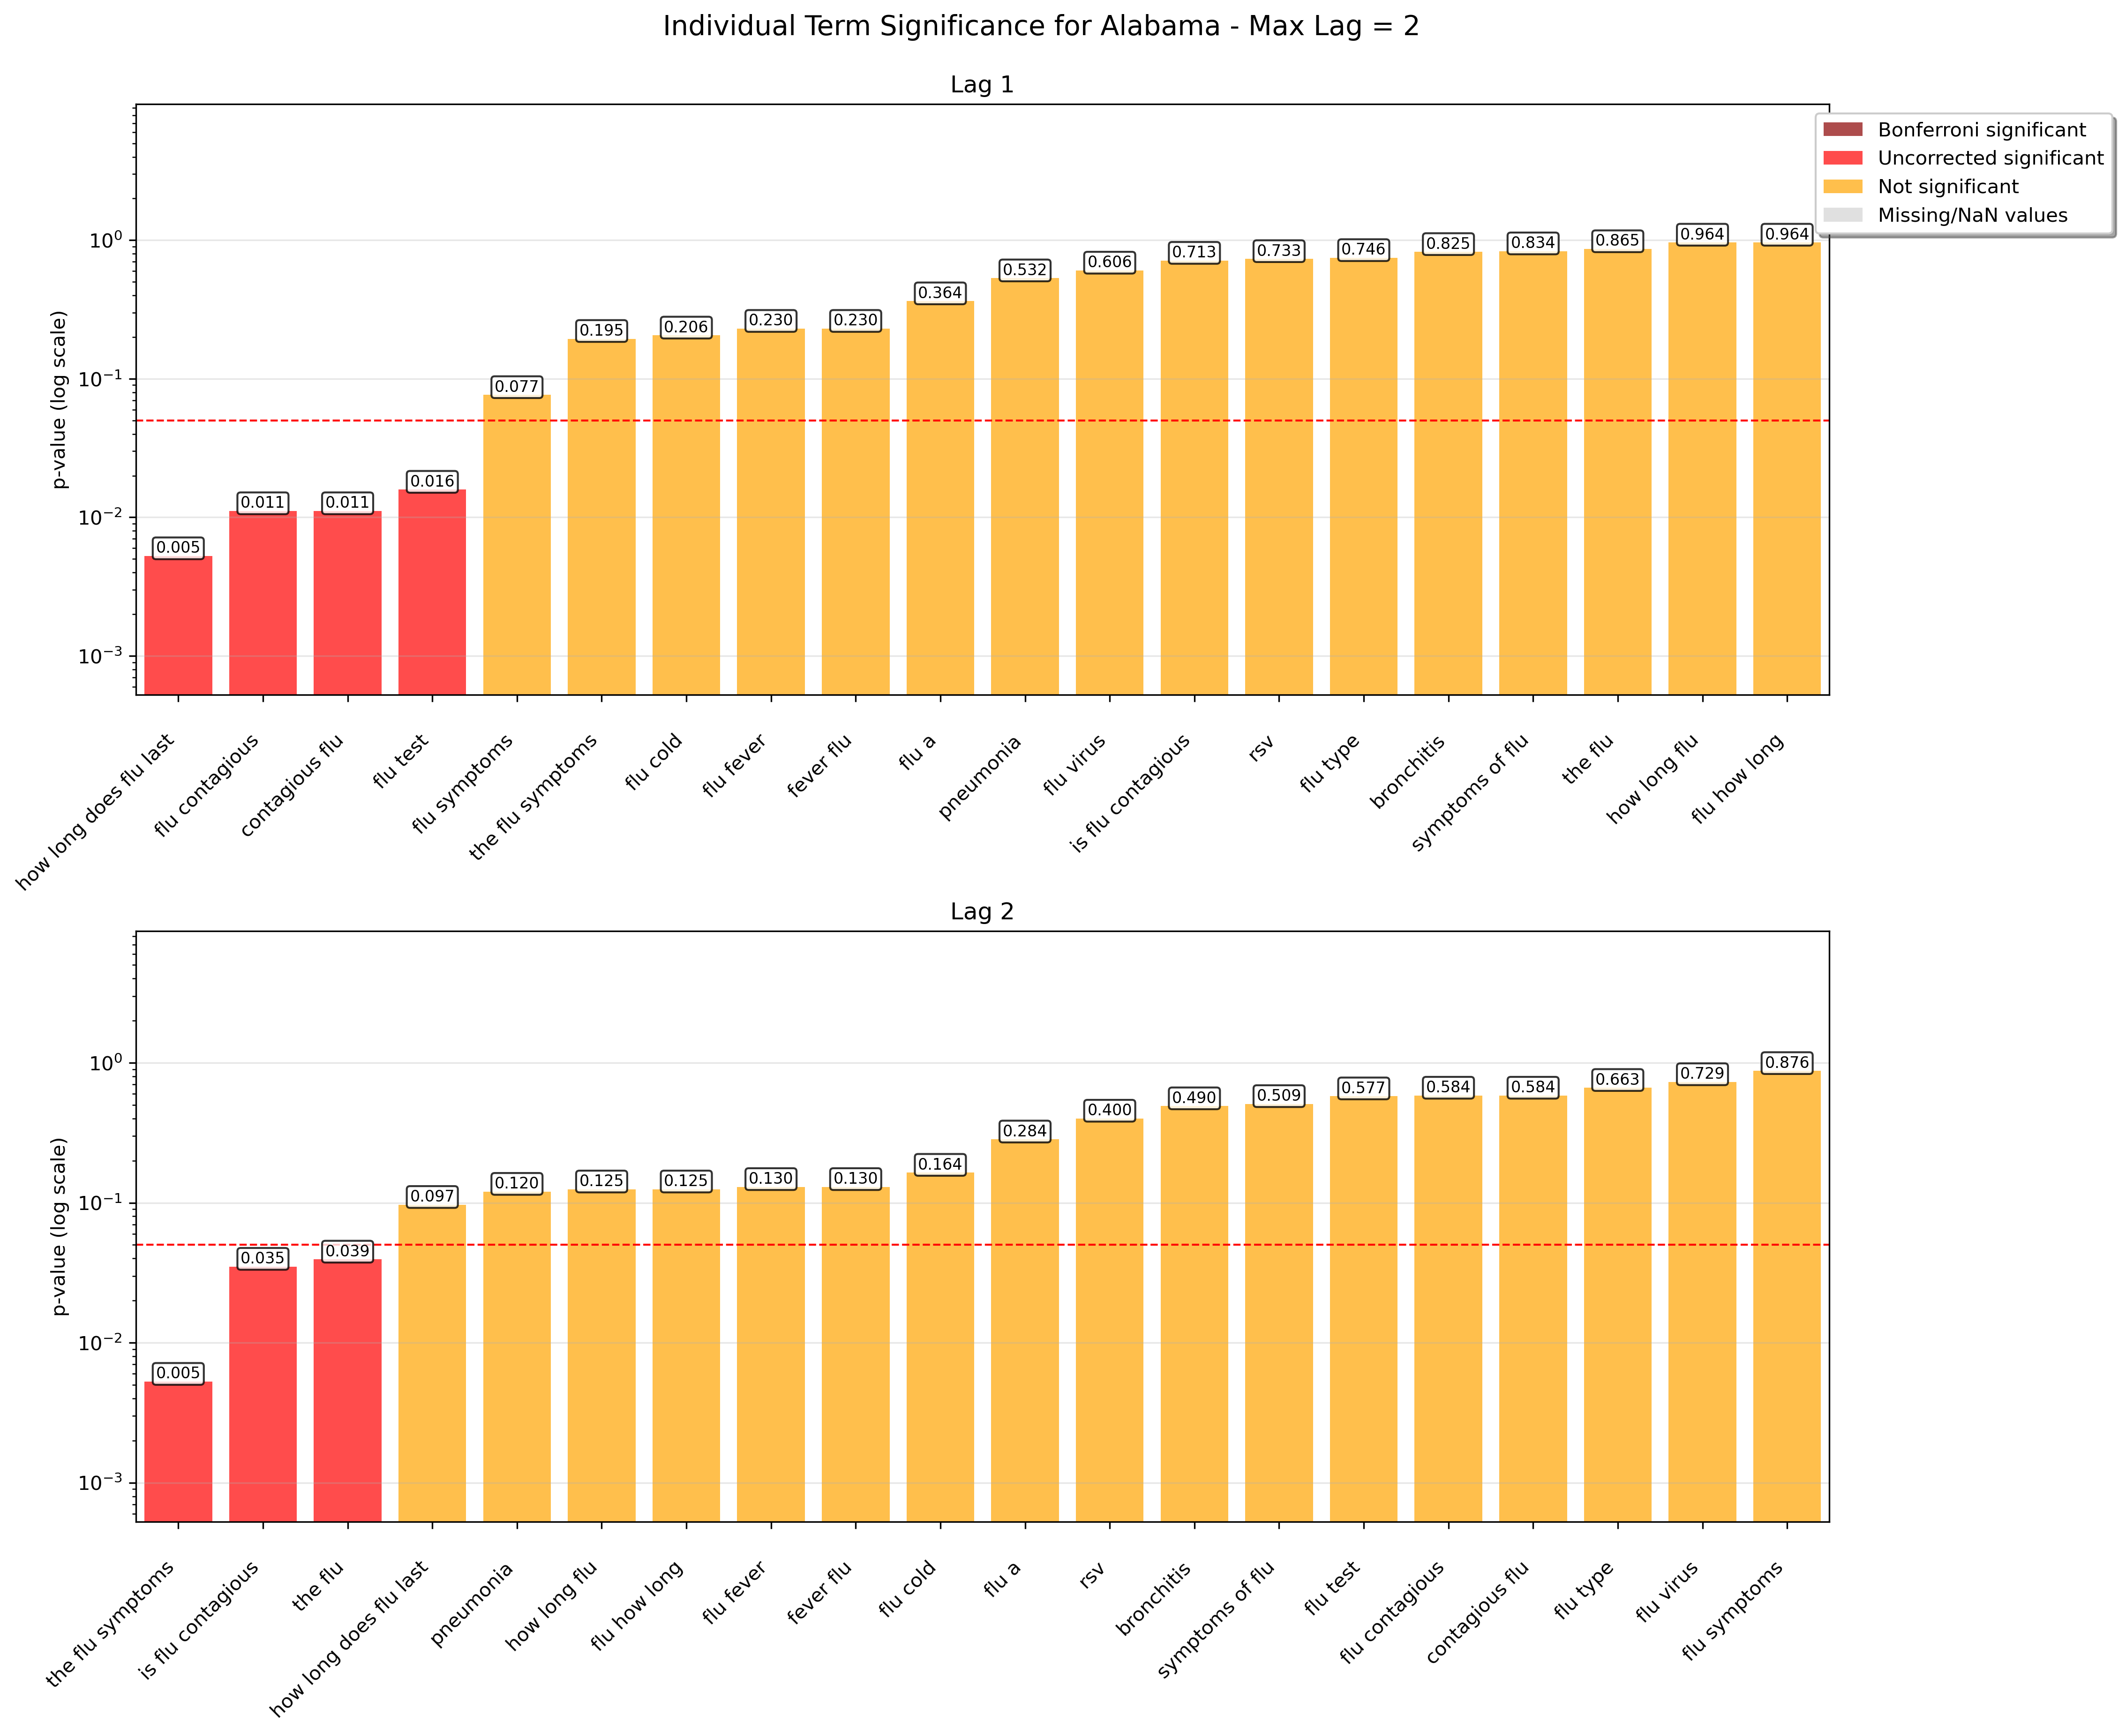 Individual Term Significance for Alabama - Max Lag = 2
Lag 1
Bonferroni significant
Uncorrected significant
Not significant
Missing/NaN values
p-value (log scale)
10⁰
10⁻¹
10⁻²
10⁻³
0.005
0.011
0.011
0.016
0.077
0.195
0.206
0.230
0.230
0.364
0.532
0.606
0.713
0.733
0.746
0.825
0.834
0.865
0.964
0.964
how long does flu last
flu contagious
contagious flu
flu test
flu symptoms
the flu symptoms
flu cold
flu fever
fever flu
flu a
pneumonia
flu virus
is flu contagious
rsv
flu type
bronchitis
symptoms of flu
the flu
how long flu
flu how long
Lag 2
p-value (log scale)
10⁰
10⁻¹
10⁻²
10⁻³
0.005
0.035
0.039
0.097
0.120
0.125
0.125
0.130
0.130
0.164
0.284
0.400
0.490
0.509
0.577
0.584
0.584
0.663
0.729
0.876
the flu symptoms
is flu contagious
the flu
how long does flu last
pneumonia
how long flu
flu how long
flu fever
fever flu
flu cold
flu a
rsv
bronchitis
symptoms of flu
flu test
flu contagious
contagious flu
flu type
flu virus
flu symptoms